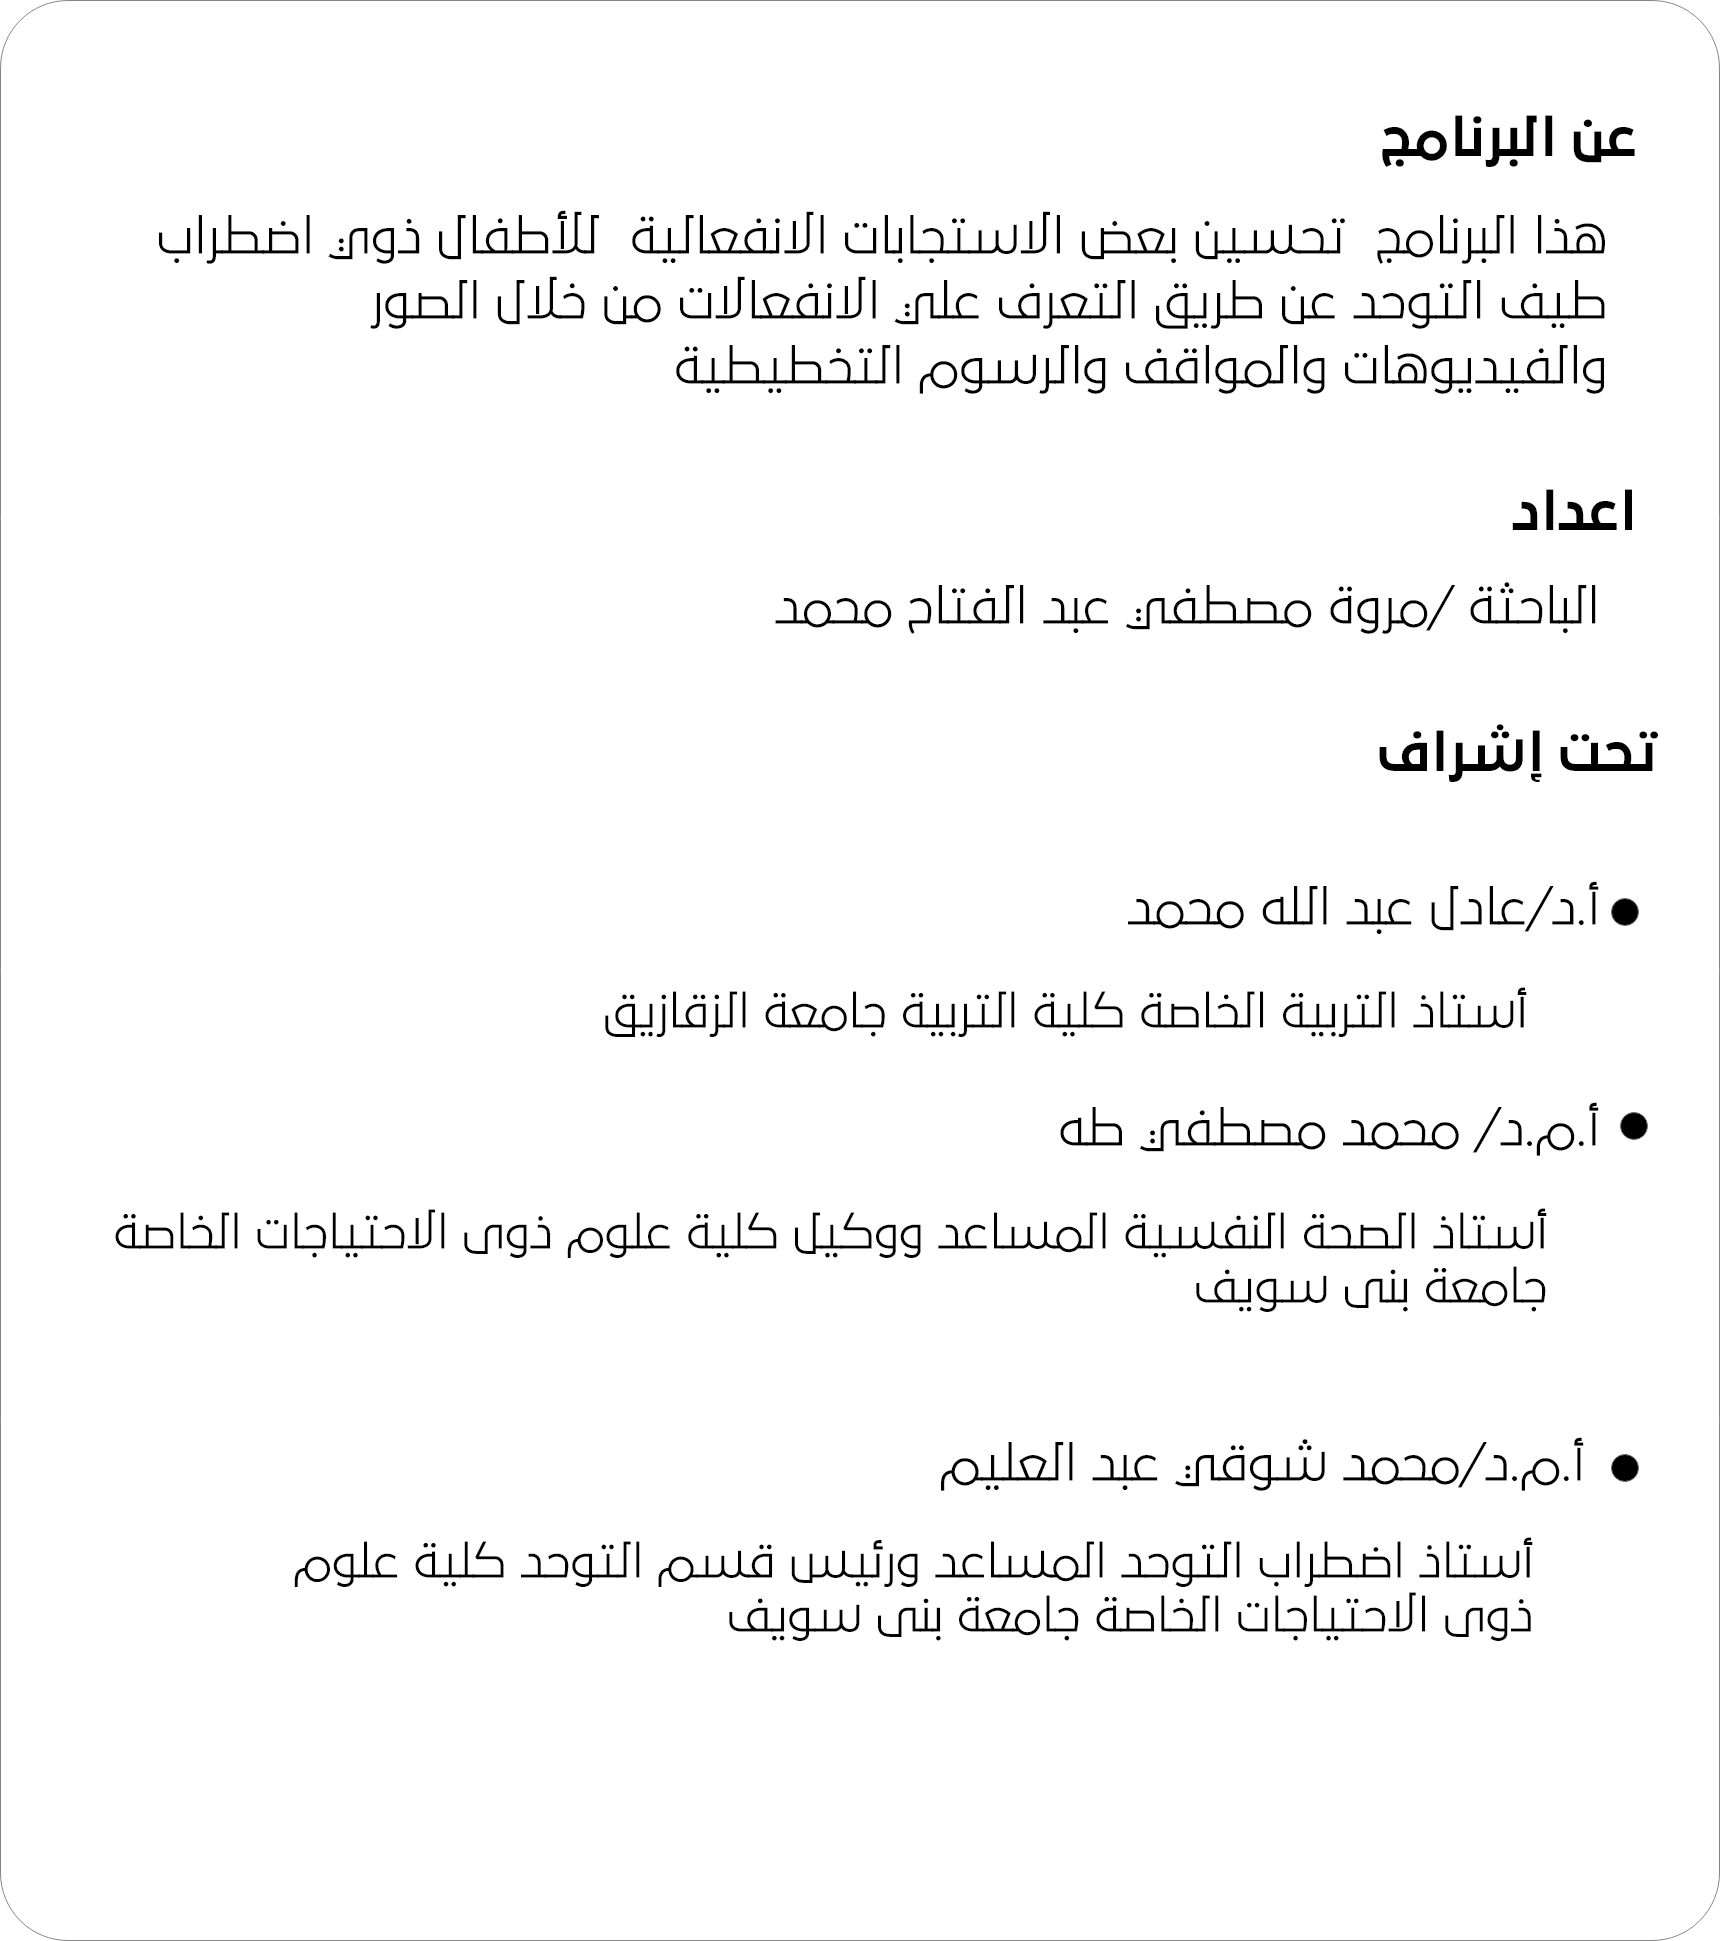 عن البرنامج
هذا البرنامج تحسين بعض الاستجابات الانفعالية للأطفال ذوي اضطراب
طيف التوحد عن طريق التعرف علي الانفعالات من خلال الصور
والفيديوهات والمواقف والرسوم التخطيطية
اعداد
الباحثة /مروة مصطفي عبد الفتاح محمد
تحت إشراف
أ.د/عادل عبد الله محمد
أستاذ التربية الخاصة كلية التربية جامعة الزقازيق
أ.م.د/ محمد مصطفي طه
أستاذ الصحة النفسية المساعد ووكيل كلية علوم ذوى الاحتياجات الخاصة
جامعة بنى سويف
أ.م.د/محمد شوقي عبد العليم
أستاذ اضطراب التوحد المساعد ورئيس قسم التوحد كلية علوم
ذوى الاحتياجات الخاصة جامعة بنى سويف